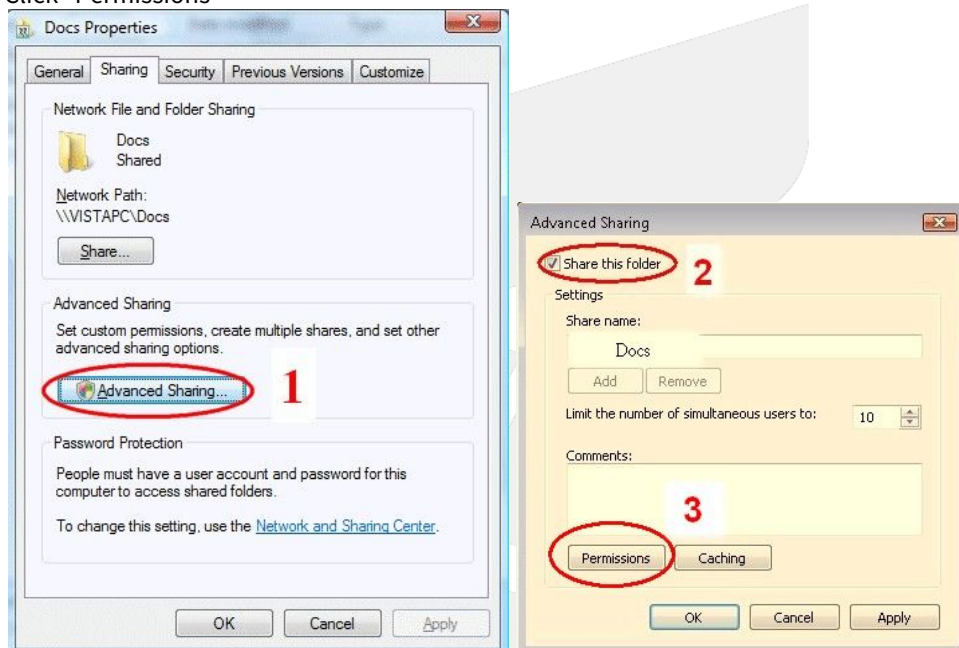 Click "Permissions"
Docs Properties
General Sharing Security Previous Versions Customize
Network File and Folder Sharing
Docs
Shared
Network Path:
\\VISTAPC\Docs
Share...
Advanced Sharing
Set custom permissions, create multiple shares, and set other
advanced sharing options.
Advanced Sharing...
1
Password Protection
People must have a user account and password for this
computer to access shared folders.
To change this setting, use the Network and Sharing Center.
OK Cancel Apply
Advanced Sharing
Share this folder
2
Settings
Share name:
Docs
Add Remove
Limit the number of simultaneous users to: 10
Comments:
3
Permissions Caching
OK Cancel Apply